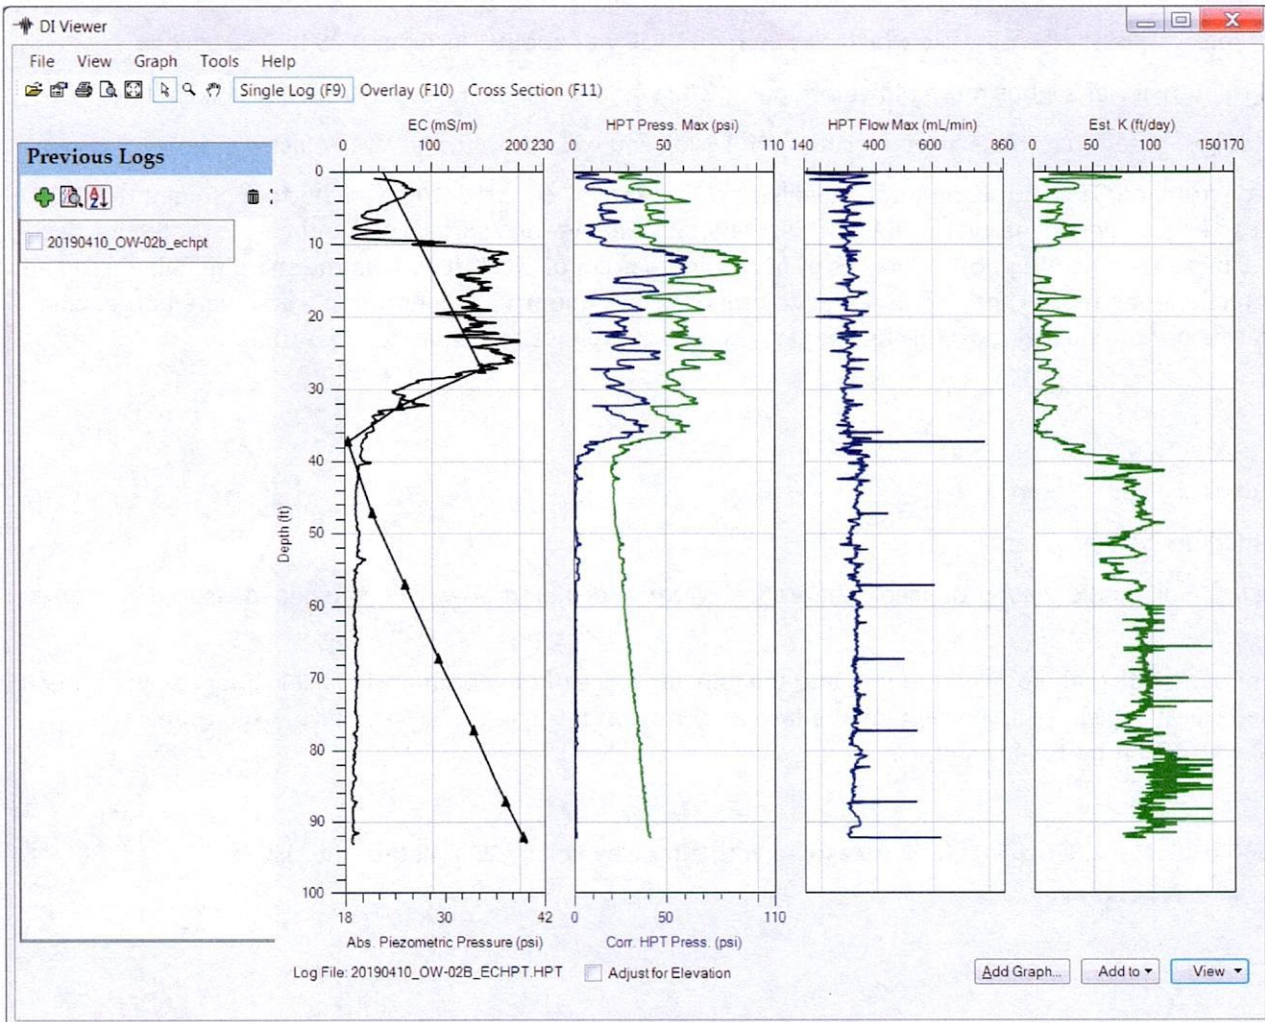 DI Viewer
File View Graph Tools Help
Single Log (F9) Overlay (F10) Cross Section (F11)
Previous Logs
20190410_OW-02b_echpt
EC (mS/m) HPT Press. Max (psi) HPT Flow Max (mL/min) Est. K (ft/day)
0 100 200 230 0 50 110 140 400 600 860 0 50 100 150 170
0
10
20
30
40
50
60
70
80
90
100
Depth (ft)
18 30 42 0 50 110
Abs. Piezometric Pressure (psi) Corr. HPT Press. (psi)
Log File: 20190410_OW-02B_ECHPT.HPT Adjust for Elevation Add Graph... Add to View